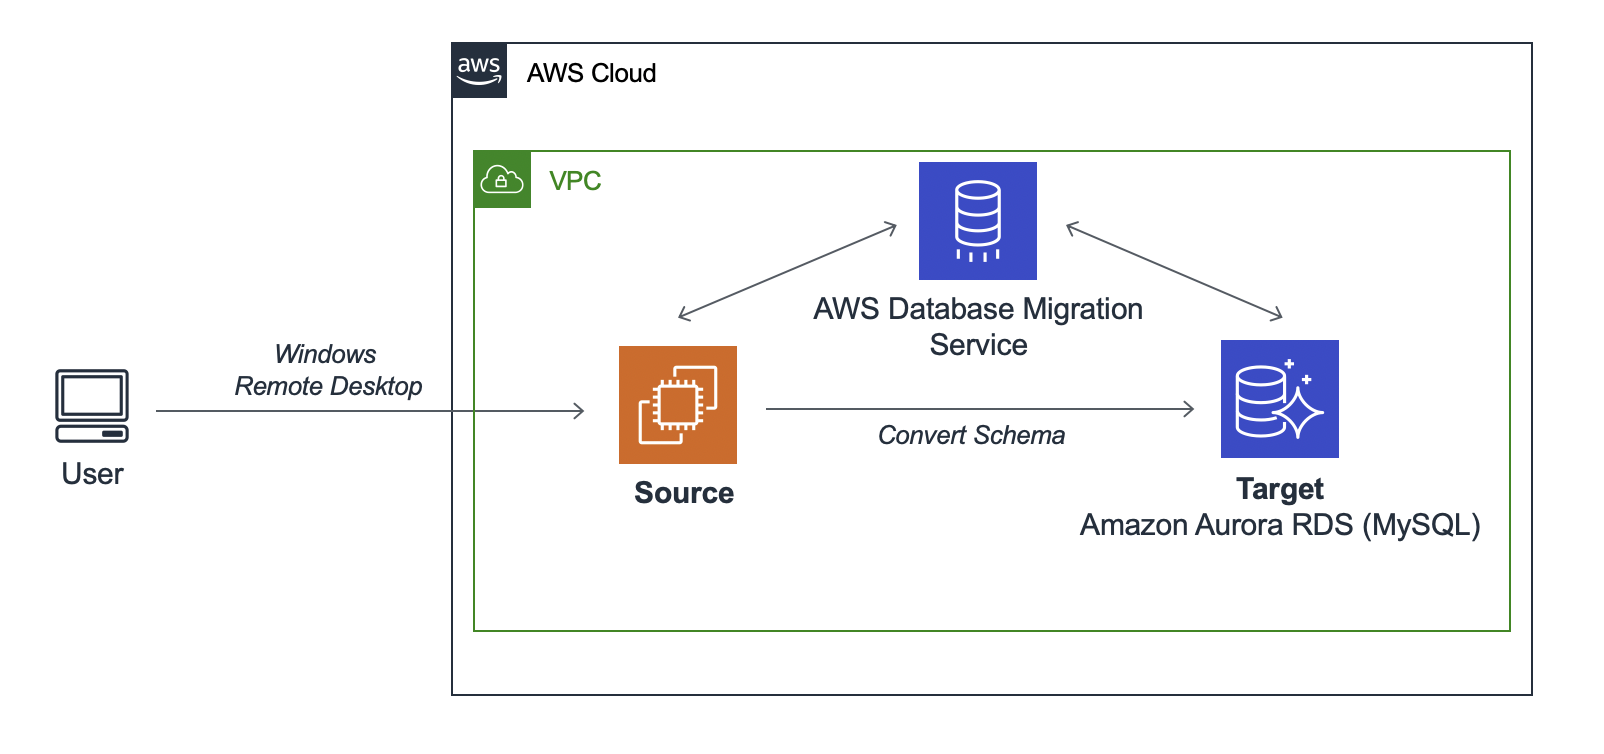 aws
AWS Cloud
VPC
AWS Database Migration
Service
Windows
Remote Desktop
User
Source
Convert Schema
Target
Amazon Aurora RDS (MySQL)